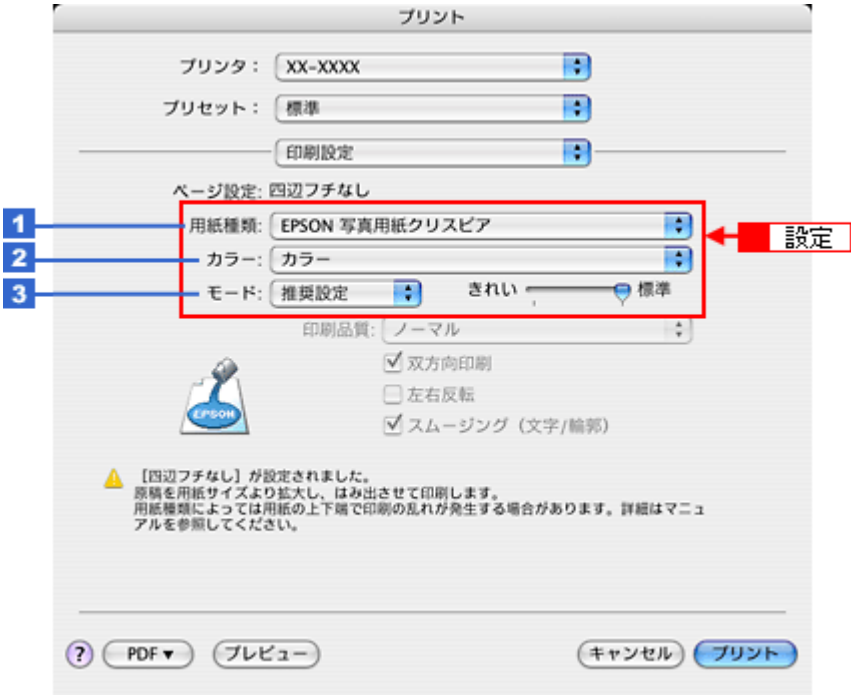 プリント
プリンタ： XX-XXXX
プリセット： 標準
印刷設定
ページ設定: 四辺フチなし
1 用紙種類: EPSON 写真用紙クリスピア
設定
2 カラー: カラー
3 モード: 推奨設定 きれい 標準
印刷品質: ノーマル
双方向印刷
左右反転
EPSON
スムージング（文字/輪郭）
［四辺フチなし］が設定されました。
原稿を用紙サイズより拡大し、はみ出させて印刷します。
用紙種類によっては用紙の上下端で印刷の乱れが発生する場合があります。詳細はマニュ
アルを参照してください。
? PDF▼ プレビュー キャンセル プリント